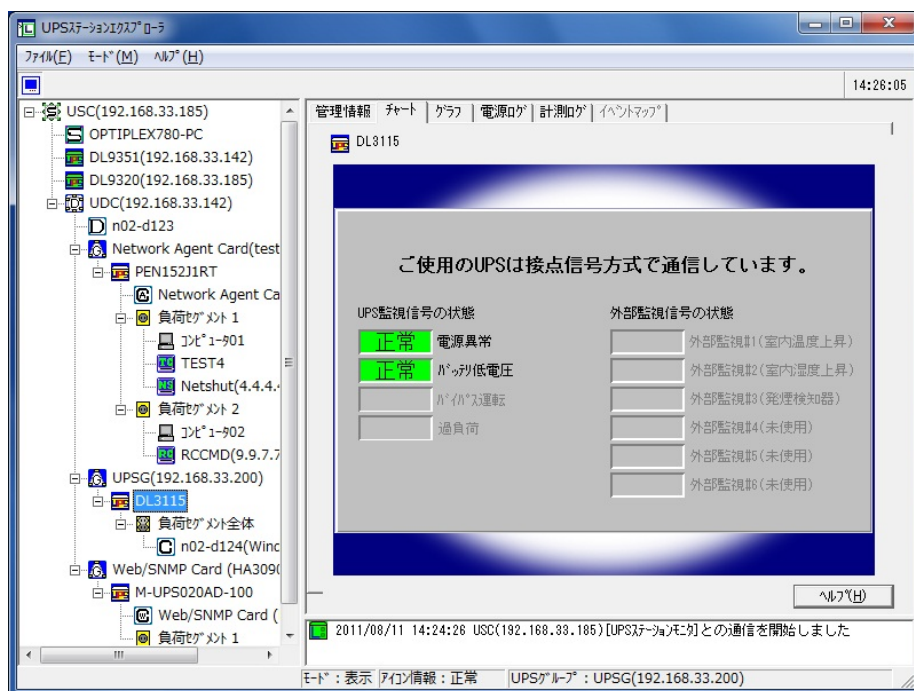 UPSｽﾃｰｼｮﾝｴｸｽﾌﾟﾛｰﾗ
ﾌｧｲﾙ(F) ﾓｰﾄﾞ(M) ﾍﾙﾌﾟ(H)
14:26:05
USC(192.168.33.185)
OPTIPLEX780-PC
DL9351(192.168.33.142)
DL9320(192.168.33.185)
UDC(192.168.33.142)
n02-d123
Network Agent Card(test
PEN152J1RT
Network Agent Ca
負荷ｾｸﾞﾒﾝﾄ 1
ｺﾝﾋﾟｭｰﾀ01
TEST4
Netshut(4.4.4.4
負荷ｾｸﾞﾒﾝﾄ 2
ｺﾝﾋﾟｭｰﾀ02
RCCMD(9.9.7.7
UPSG(192.168.33.200)
DL3115
負荷ｾｸﾞﾒﾝﾄ全体
n02-d124(Winc
Web/SNMP Card (HA3090
M-UPS020AD-100
Web/SNMP Card (
負荷ｾｸﾞﾒﾝﾄ 1
管理情報 ﾁｬｰﾄ ｸﾞﾗﾌ 電源ﾛｸﾞ 計測ﾛｸﾞ ｲﾍﾞﾝﾄﾏｯﾌﾟ
DL3115
ご使用のUPSは接点信号方式で通信しています。
UPS監視信号の状態
正常 電源異常
正常 ﾊﾞｯﾃﾘ低電圧
ﾊﾞｲﾊﾟｽ運転
過負荷
外部監視信号の状態
外部監視#1(室内温度上昇)
外部監視#2(室内湿度上昇)
外部監視#3(発煙検知器)
外部監視#4(未使用)
外部監視#5(未使用)
外部監視#6(未使用)
ﾍﾙﾌﾟ(H)
2011/08/11 14:24:26 USC(192.168.33.185)[UPSｽﾃｰｼｮﾝﾓﾆﾀ]との通信を開始しました
ﾓｰﾄﾞ：表示 ｱｲｺﾝ情報：正常 UPSｸﾞﾙｰﾌﾟ：UPSG(192.168.33.200)